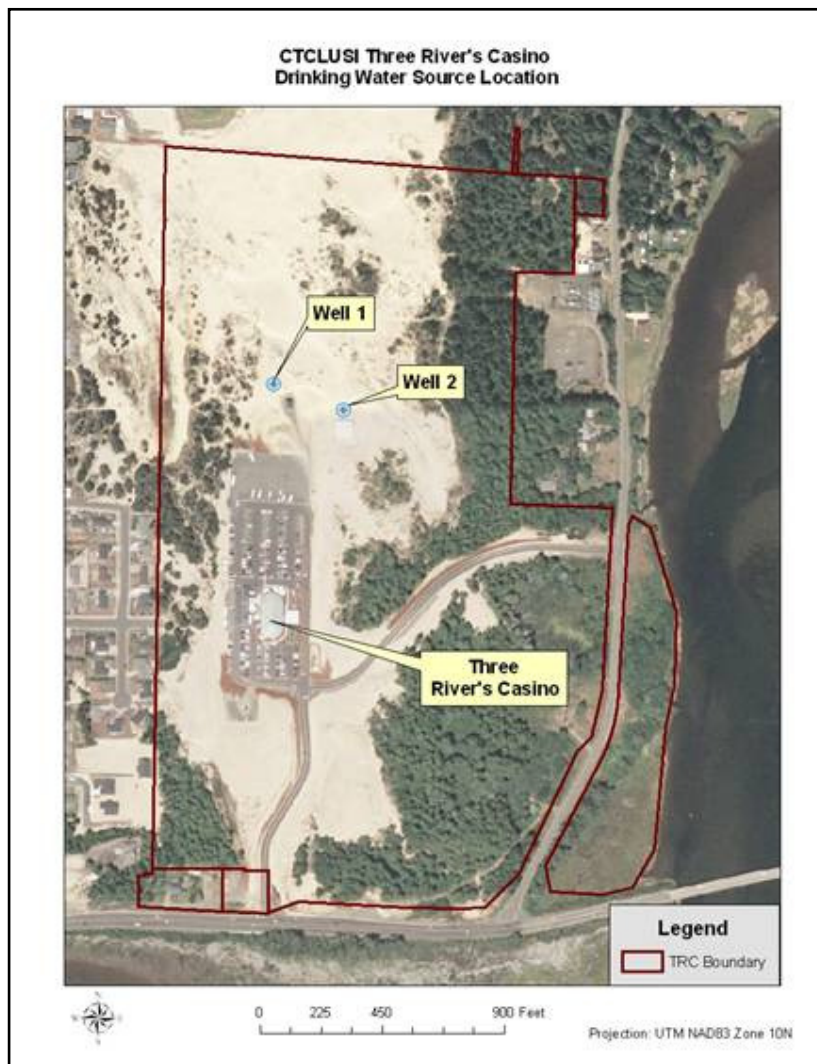 CTCLUSI Three River's Casino
Drinking Water Source Location
Well 1
Well 2
Three
River's Casino
Legend
TRC Boundary
0 225 450 900 Feet
Projection: UTM NAD83 Zone 10N